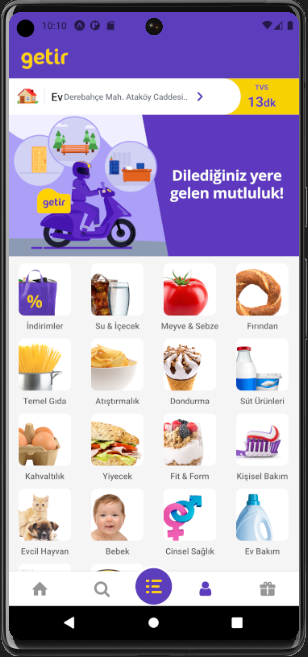 10:10
getir
Ev Derebahçe Mah. Ataköy Caddesi..
TVS
13dk
getir
Dilediğiniz yere
gelen mutluluk!
%
İndirimler
Su & İçecek
Meyve & Sebze
Fırından
Temel Gıda
Atıştırmalık
Dondurma
Süt Ürünleri
Kahvaltılık
Yiyecek
Fit & Form
Kişisel Bakım
Evcil Hayvan
Bebek
Cinsel Sağlık
Ev Bakım